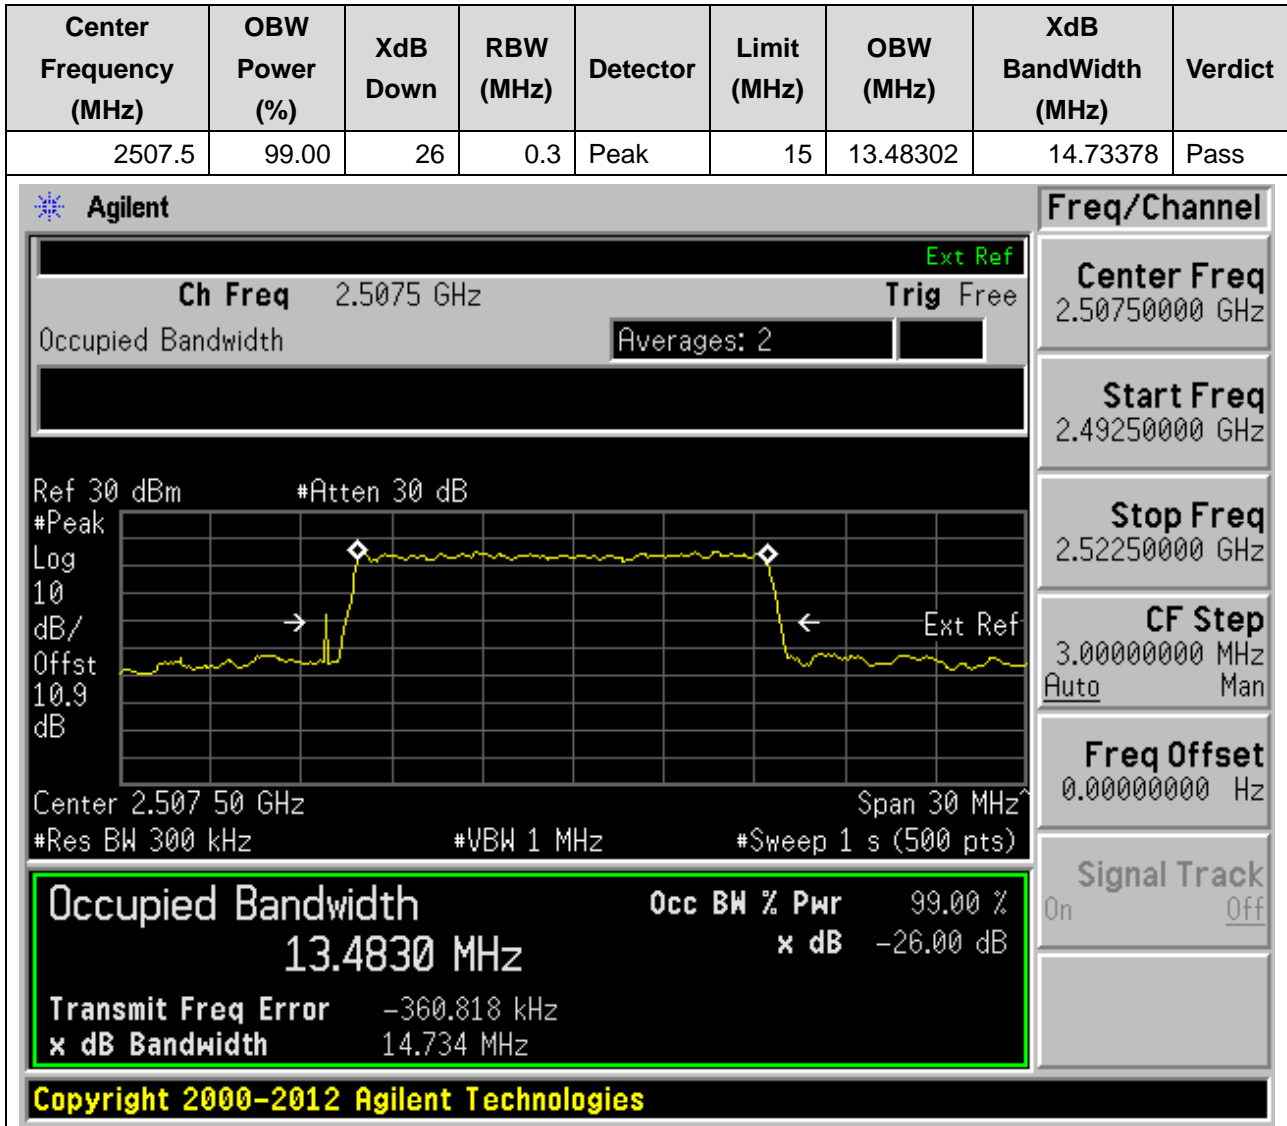 Center Frequency (MHz) OBW Power (%) XdB Down RBW (MHz) Detector Limit (MHz) OBW (MHz) XdB BandWidth (MHz) Verdict
2507.5 99.00 26 0.3 Peak 15 13.48302 14.73378 Pass
Agilent
Freq/Channel
Ext Ref
Ch Freq 2.5075 GHz Trig Free
Occupied Bandwidth Averages: 2
Center Freq
2.50750000 GHz
Start Freq
2.49250000 GHz
Stop Freq
2.52250000 GHz
CF Step
3.00000000 MHz
Auto Man
Freq Offset
0.00000000 Hz
Signal Track
On Off
Ref 30 dBm #Atten 30 dB
#Peak
Log
10
dB/
Offst
10.9
dB
Ext Ref
Center 2.507 50 GHz Span 30 MHz^
#Res BW 300 kHz #VBW 1 MHz #Sweep 1 s (500 pts)
Occupied Bandwidth Occ BW % Pwr 99.00 %
13.4830 MHz x dB -26.00 dB
Transmit Freq Error -360.818 kHz
x dB Bandwidth 14.734 MHz
Copyright 2000-2012 Agilent Technologies